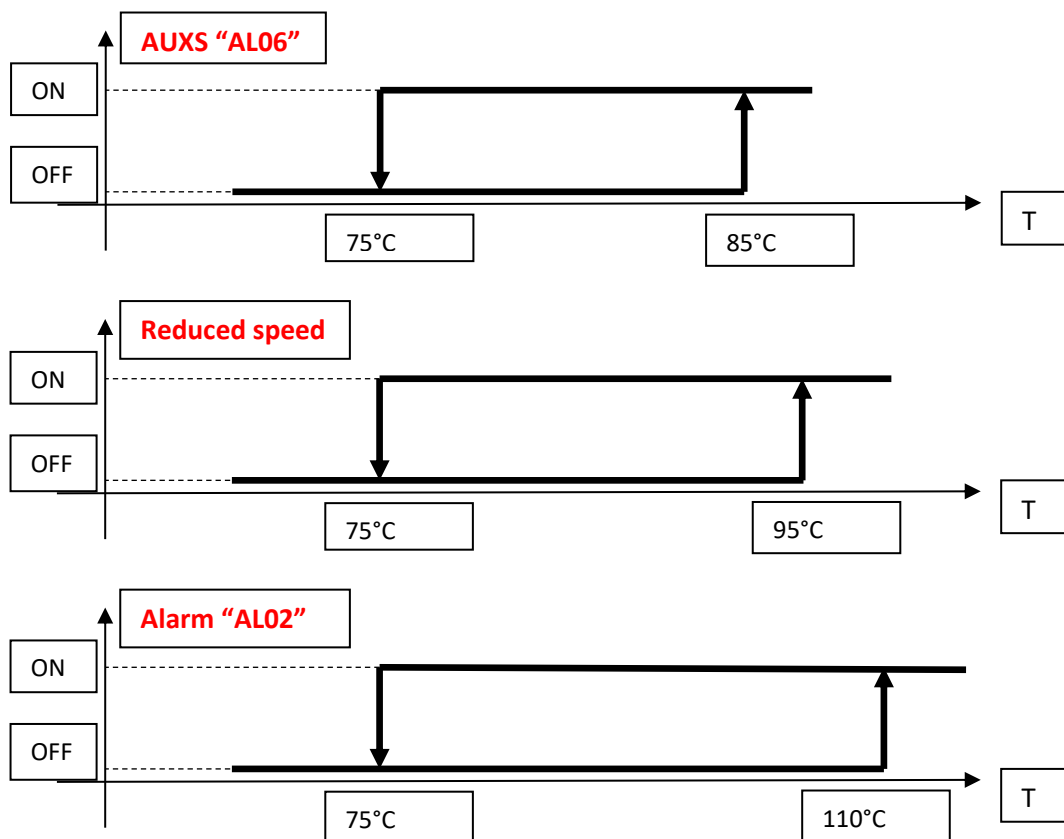 AUXS “AL06”
ON
OFF
75°C
85°C
T
Reduced speed
ON
OFF
75°C
95°C
T
Alarm “AL02”
ON
OFF
75°C
110°C
T